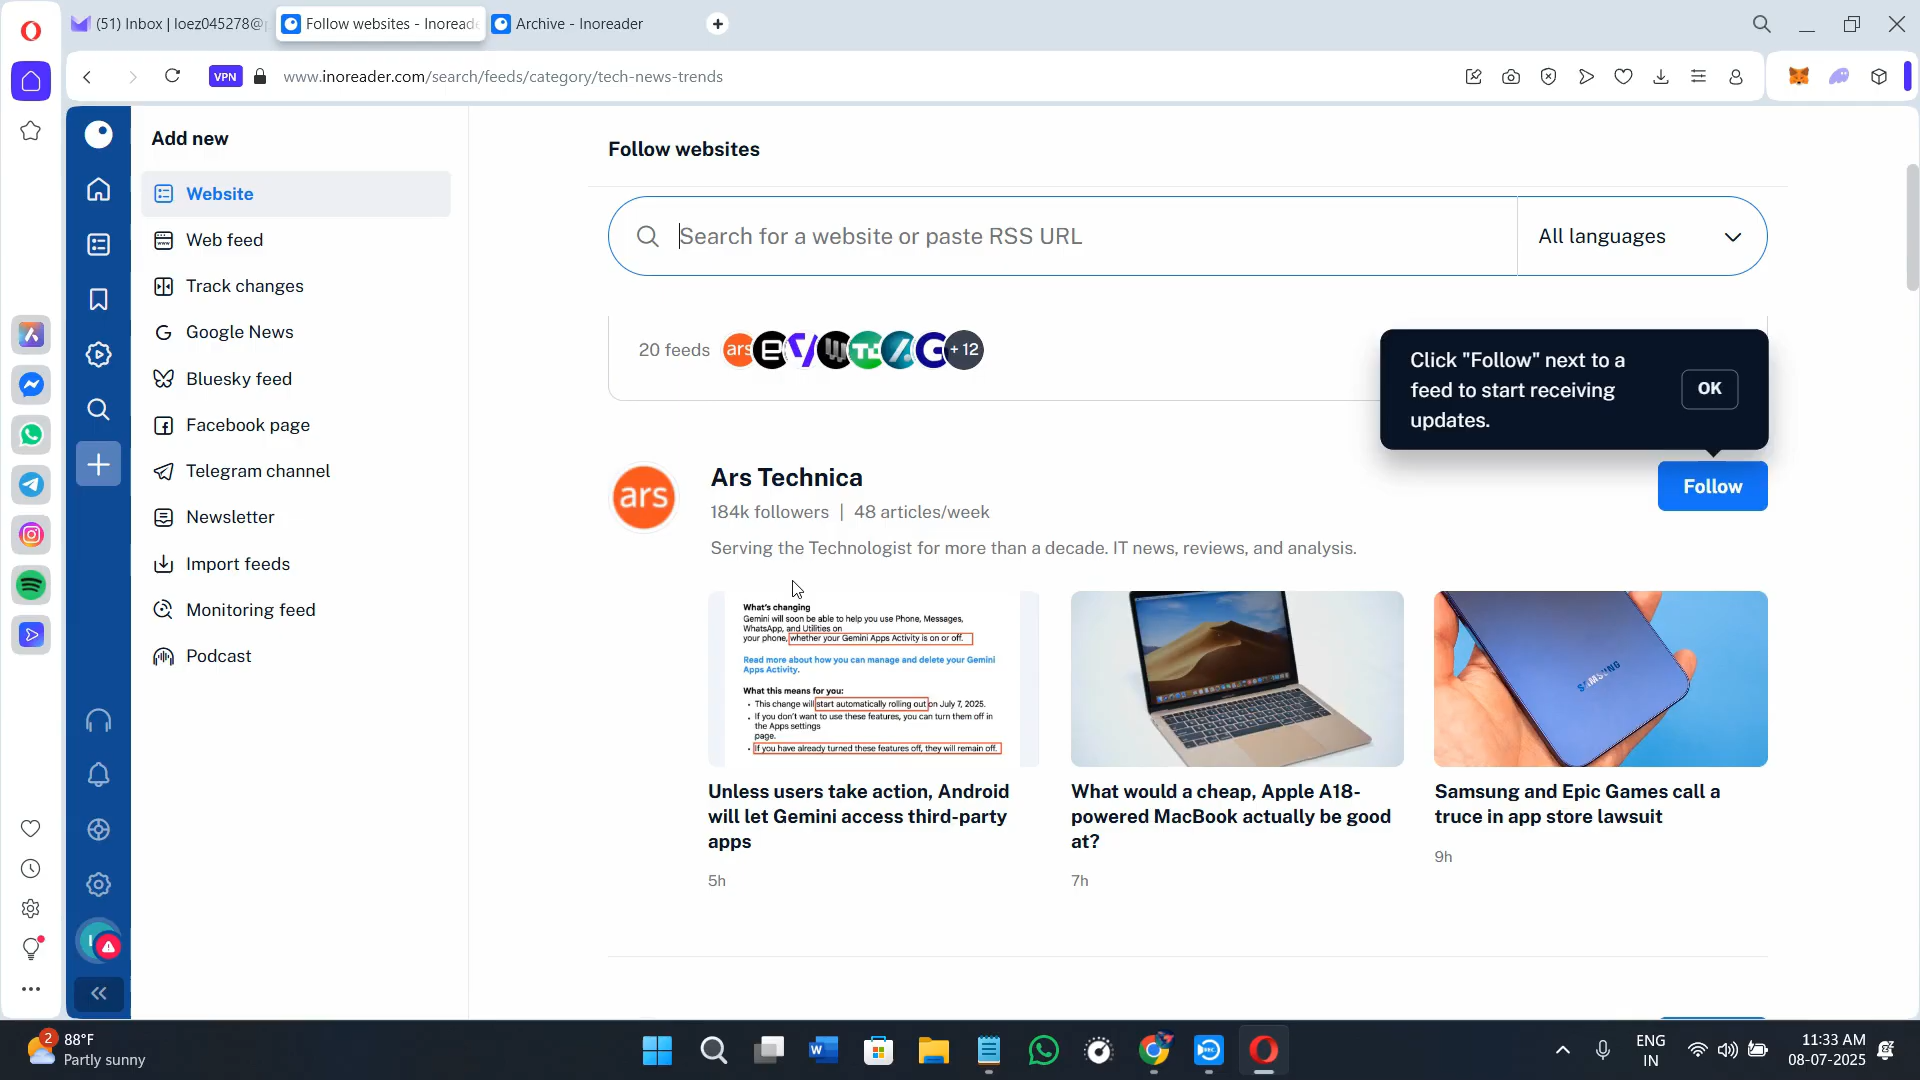 (51) Inbox | loez045278@
Follow websites - Inoreade
Archive - Inoreader
VPN
www.inoreader.com/search/feeds/category/tech-news-trends
Add new
Website
Web feed
Track changes
Google News
Bluesky feed
Facebook page
Telegram channel
Newsletter
Import feeds
Monitoring feed
Podcast
Follow websites
Search for a website or paste RSS URL
All languages
20 feeds
ars
+ 12
Click "Follow" next to a
feed to start receiving
updates.
OK
ars
Ars Technica
184k followers | 48 articles/week
Serving the Technologist for more than a decade. IT news, reviews, and analysis.
Follow
What's changing
Gemini will soon be able to help you use Phone, Messages,
WhatsApp, and Utilities on
your phone, whether your Gemini Apps Activity is on or off.
Read more about how you can manage and delete your Gemini
Apps Activity.
What this means for you:
• This change will start automatically rolling out on July 7, 2025.
• If you don't want to use these features, you can turn them off in
the Apps settings
page.
• If you have already turned these features off, they will remain off.
SAMSUNG
Unless users take action, Android
will let Gemini access third-party
apps
5h
What would a cheap, Apple A18-
powered MacBook actually be good
at?
7h
Samsung and Epic Games call a
truce in app store lawsuit
9h
2
88°F
Partly sunny
ENG
IN
11:33 AM
08-07-2025